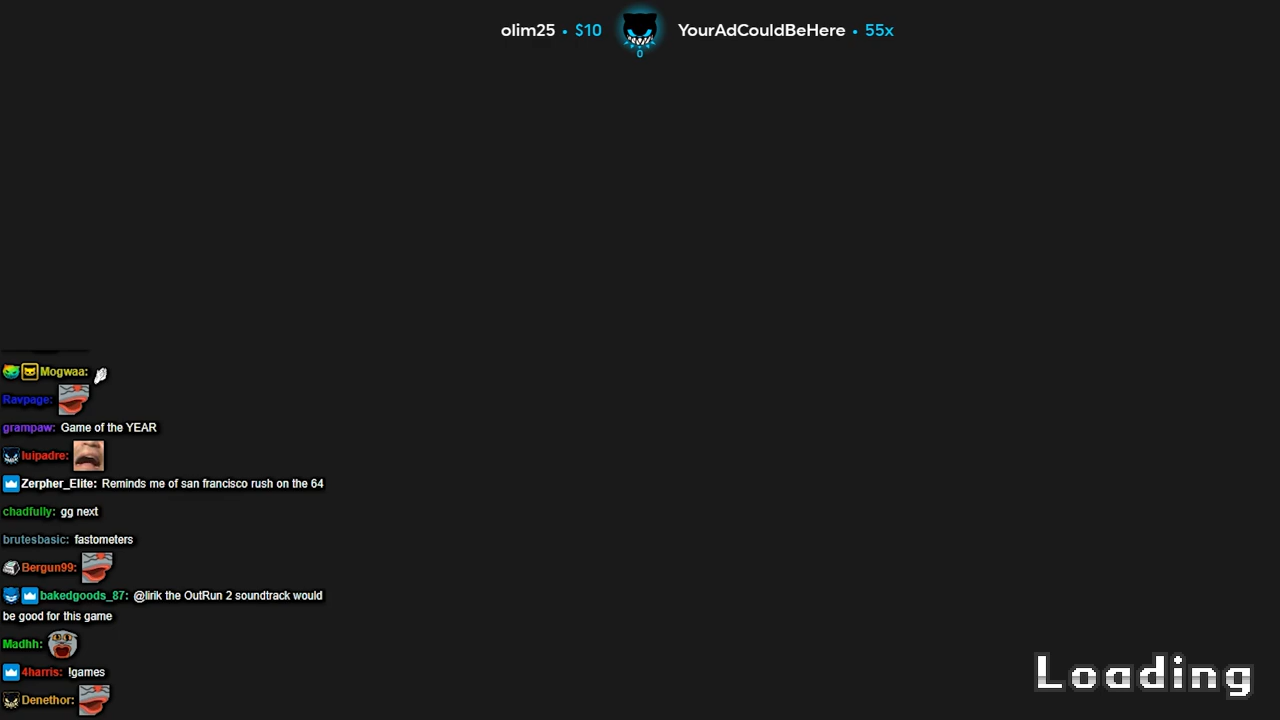 olim25 • $10
0
YourAdCouldBeHere • 55x
Mogwaa:
Ravpage:
grampaw: Game of the YEAR
luipadre:
Zerpher_Elite: Reminds me of san francisco rush on the 64
chadfully: gg next
brutesbasic: fastometers
Bergun99:
bakedgoods_87: @lirik the OutRun 2 soundtrack would
be good for this game
Madhh:
4harris: !games
Denethor:
Loading